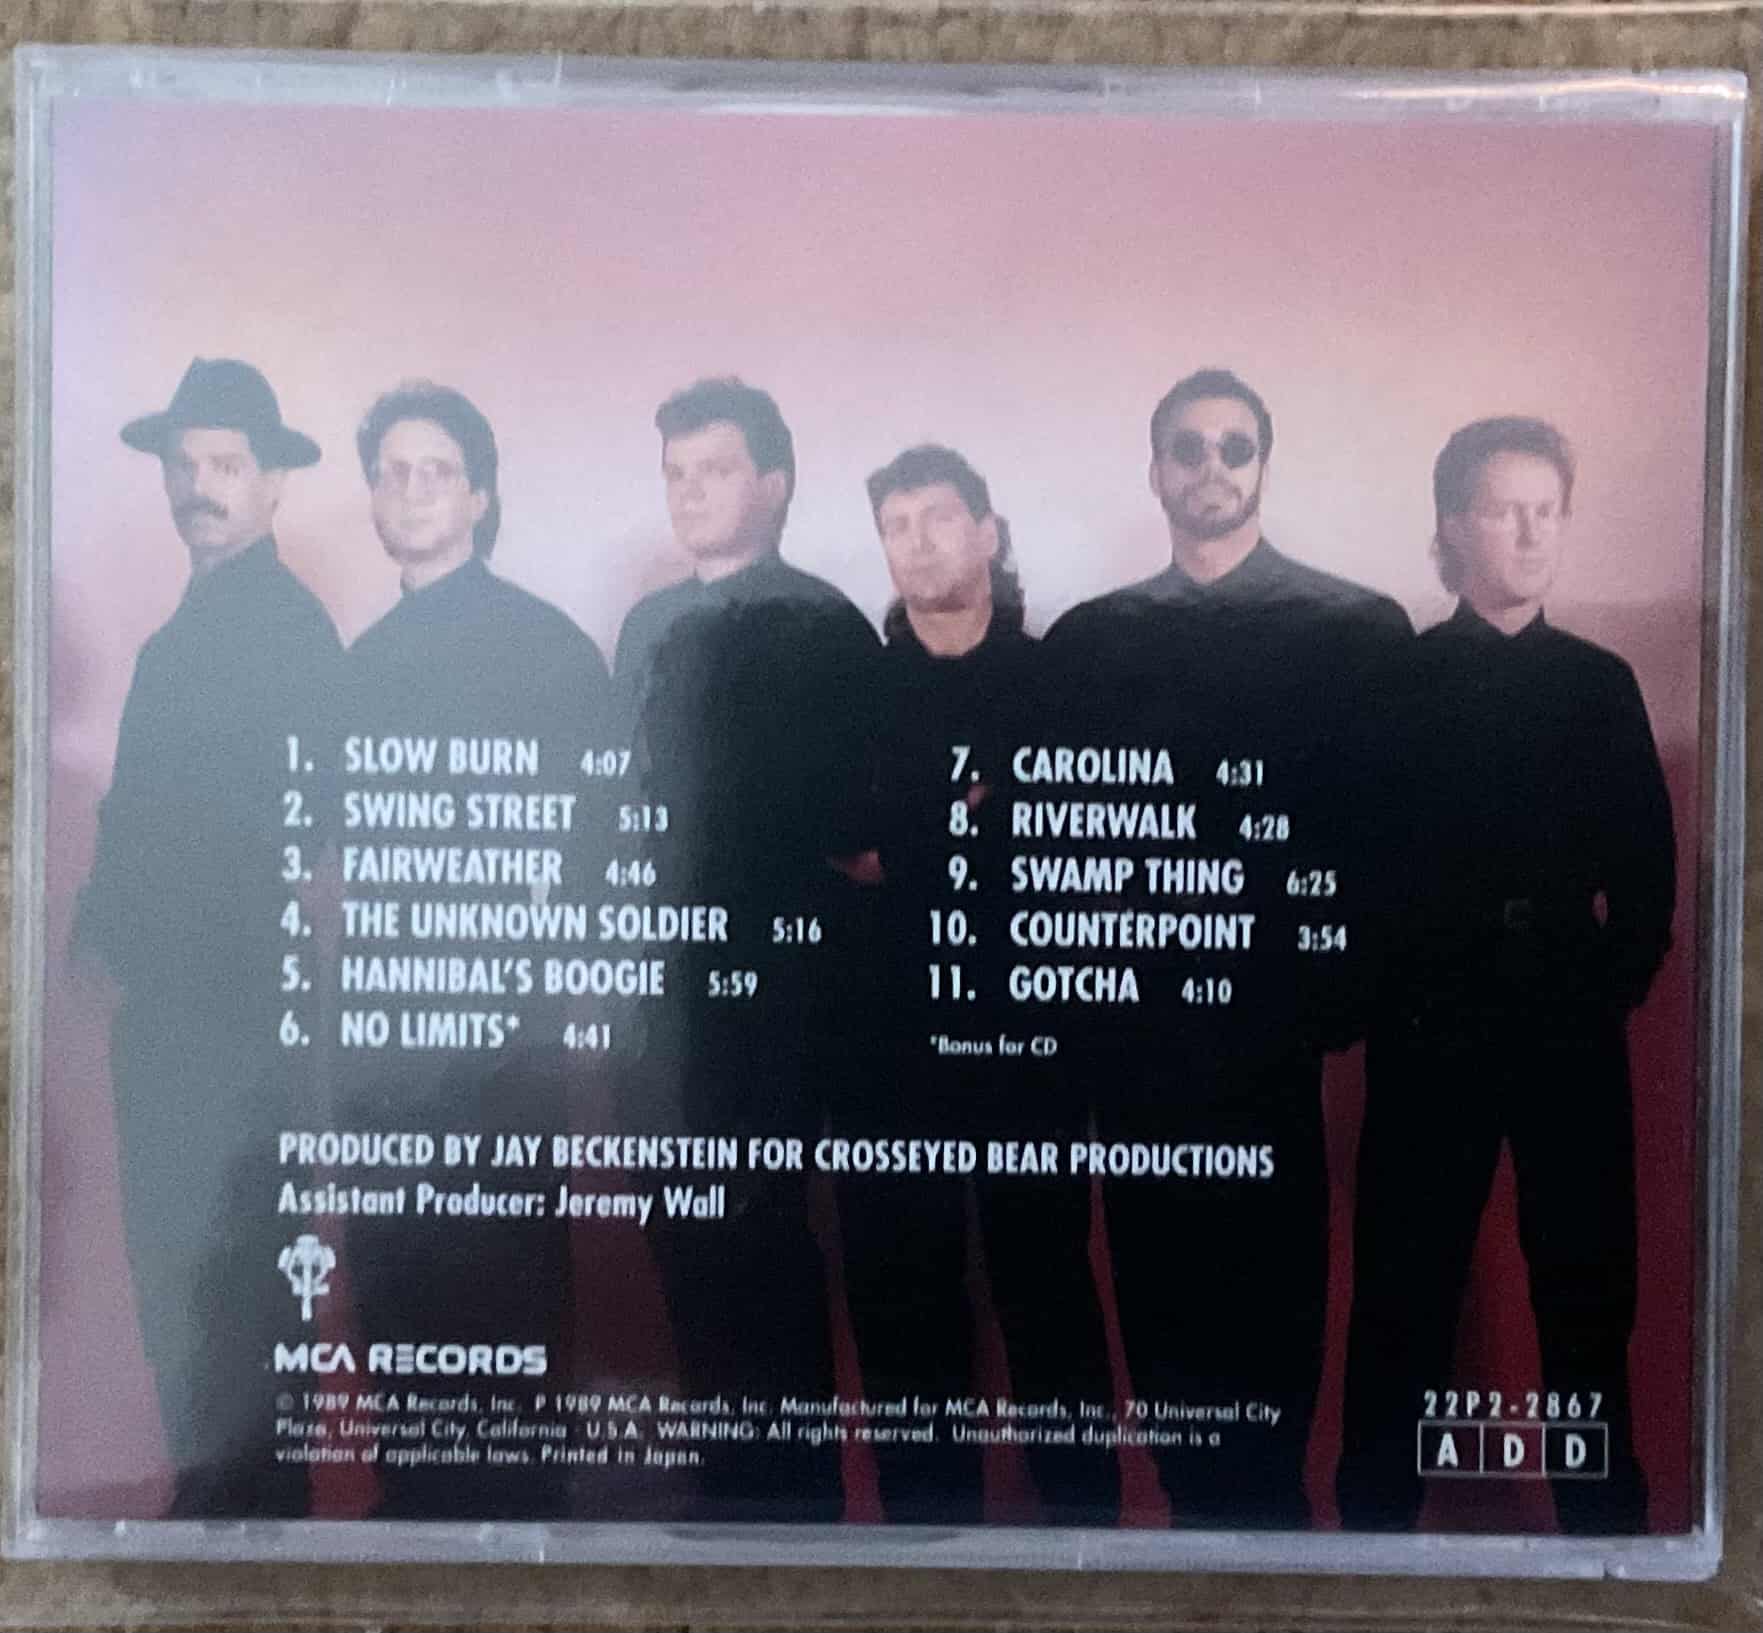 1. SLOW BURN 4:07
2. SWING STREET 5:13
3. FAIRWEATHER 4:46
4. THE UNKNOWN SOLDIER 5:16
5. HANNIBAL'S BOOGIE 5:59
6. NO LIMITS* 4:41
7. CAROLINA 4:31
8. RIVERWALK 4:28
9. SWAMP THING 6:25
10. COUNTERPOINT 3:54
11. GOTCHA 4:10
*Bonus for CD
PRODUCED BY JAY BECKENSTEIN FOR CROSSEYED BEAR PRODUCTIONS
Assistant Producer: Jeremy Wall
MCA RECORDS
© 1989 MCA Records, Inc. P 1989 MCA Records, Inc. Manufactured for MCA Records, Inc., 70 Universal City
Plaza, Universal City, California - U.S.A. WARNING: All rights reserved. Unauthorized duplication is a
violation of applicable laws. Printed in Japan.
22P2-2867
A D D